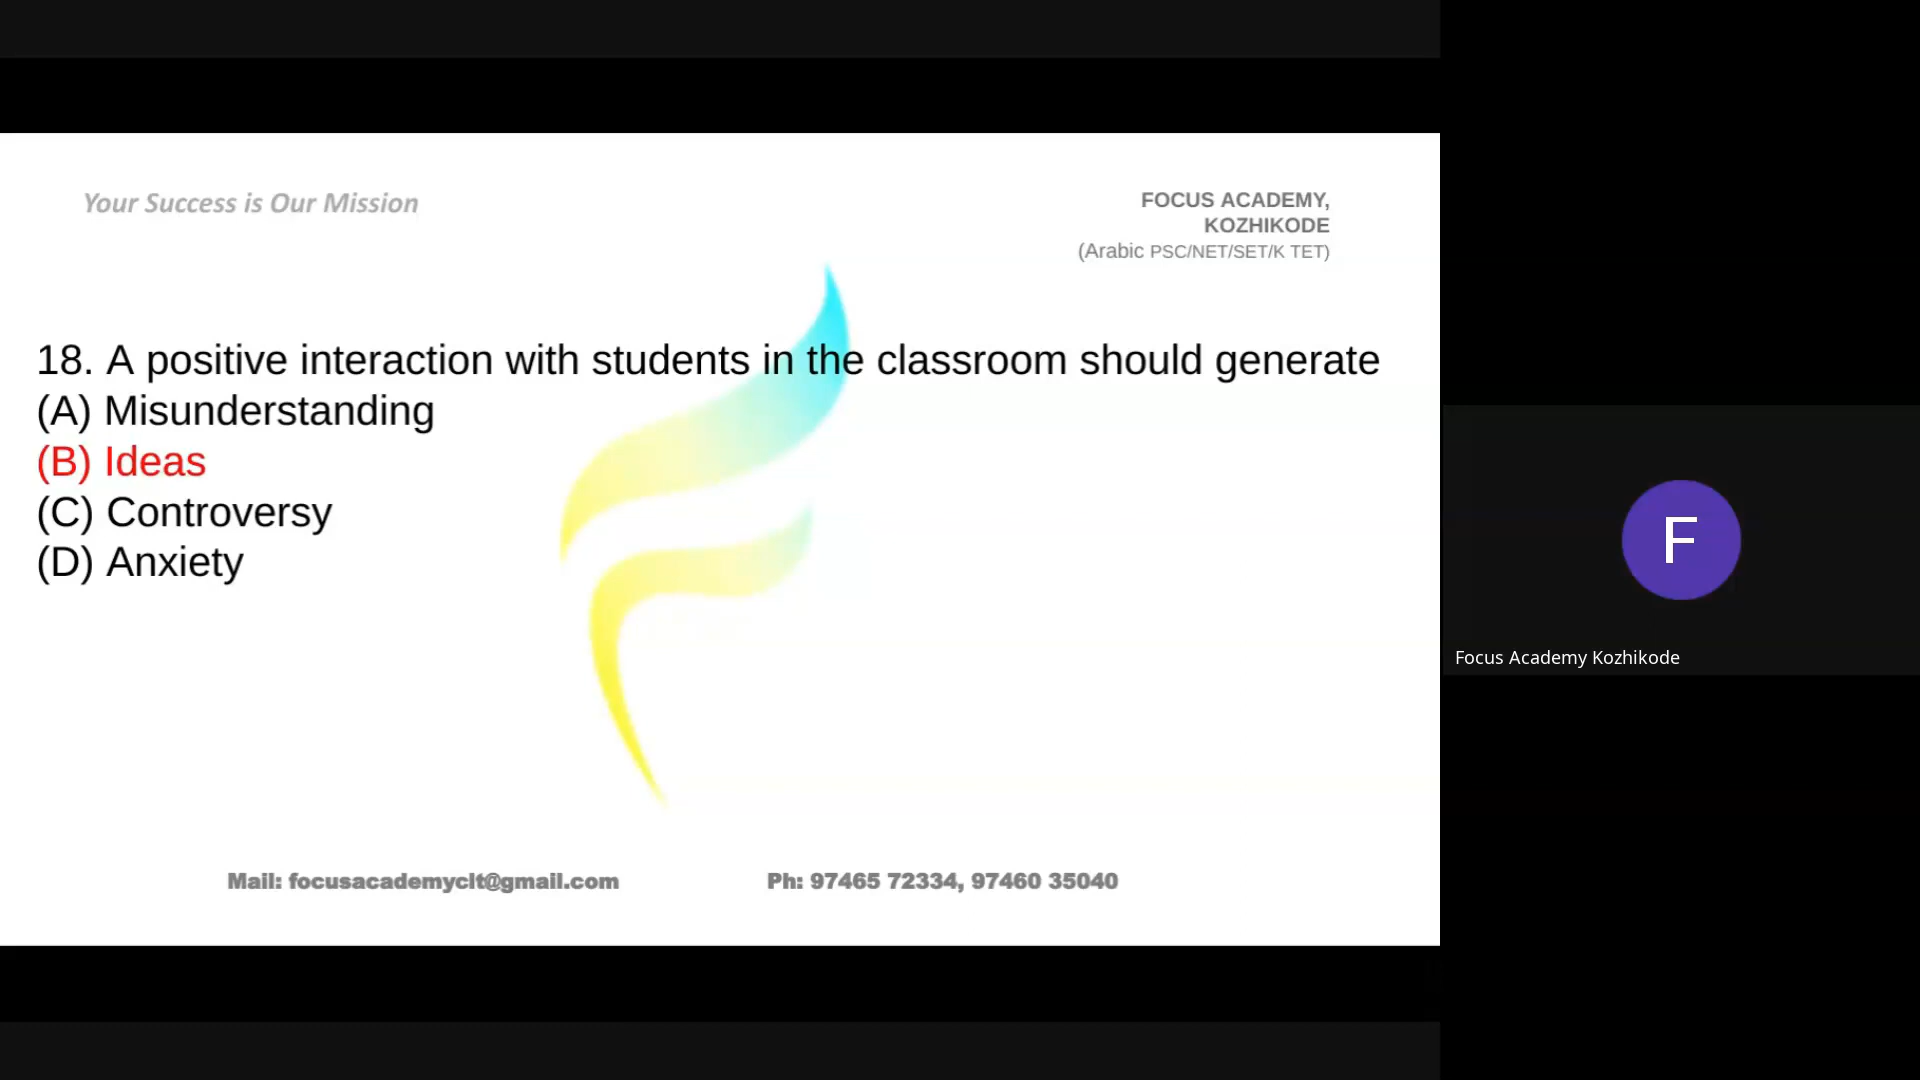 Your Success is Our Mission
FOCUS ACADEMY,
KOZHIKODE
(Arabic PSC/NET/SET/K TET)
18. A positive interaction with students in the classroom should generate
(A) Misunderstanding
(B) Ideas
(C) Controversy
(D) Anxiety
F
Focus Academy Kozhikode
Mail: focusacademyclt@gmail.com Ph: 97465 72334, 97460 35040